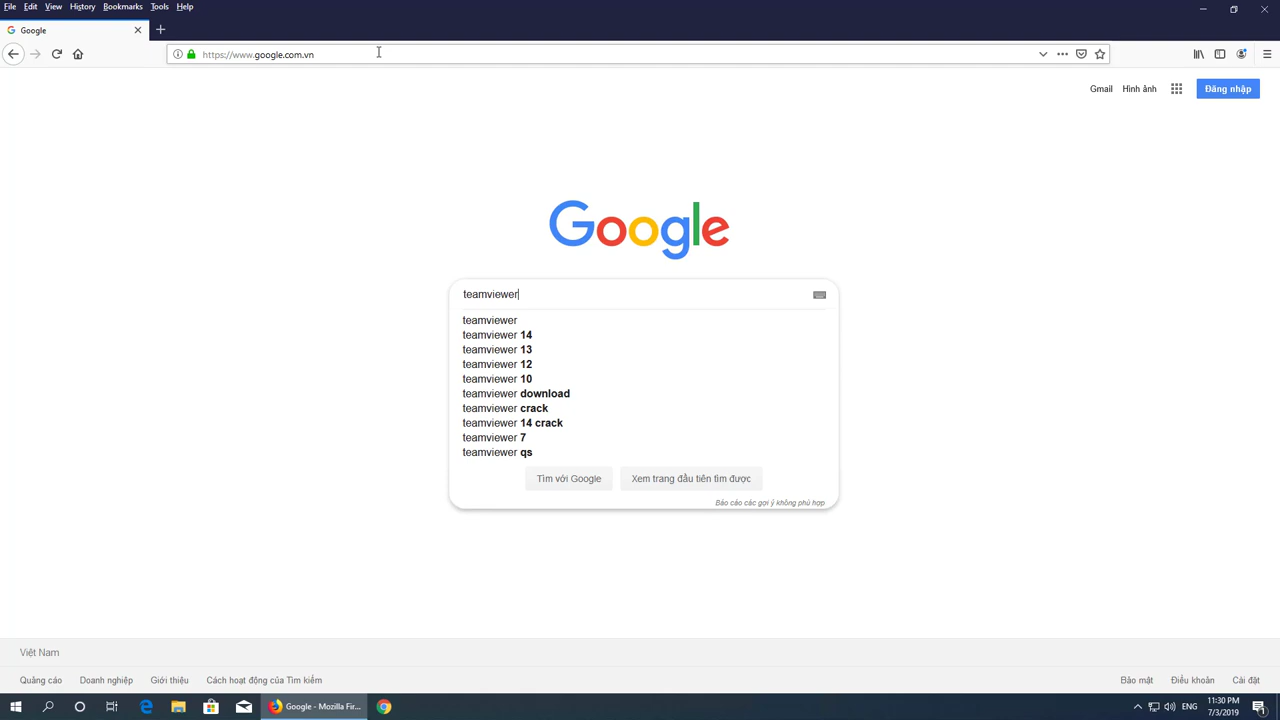 File Edit View History Bookmarks Tools Help
Google
https://www.google.com.vn
Gmail Hình ảnh Đăng nhập
Google
teamviewer
teamviewer
teamviewer 14
teamviewer 13
teamviewer 12
teamviewer 10
teamviewer download
teamviewer crack
teamviewer 14 crack
teamviewer 7
teamviewer qs
Tìm với Google Xem trang đầu tiên tìm được
Báo cáo các gợi ý không phù hợp
Việt Nam
Quảng cáo Doanh nghiệp Giới thiệu Cách hoạt động của Tìm kiếm Bảo mật Điều khoản Cài đặt
Google - Mozilla Fir... ENG 11:30 PM
7/3/2019 1